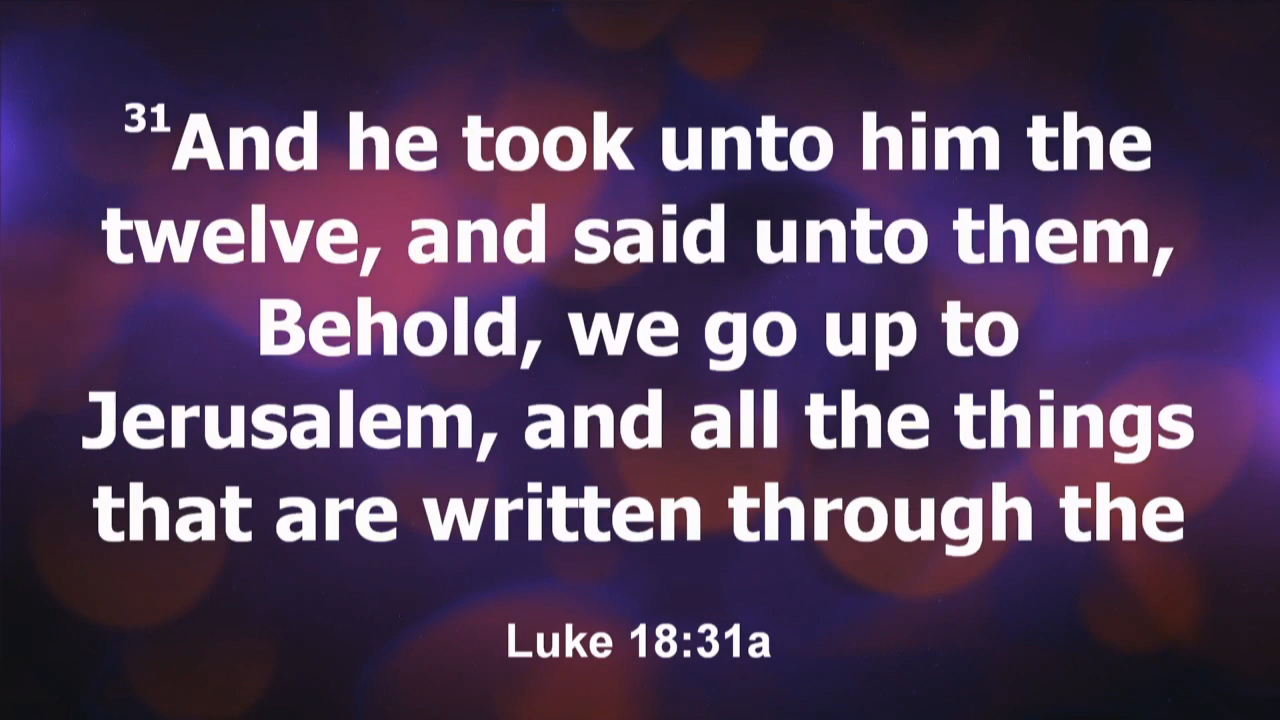 31And he took unto him the
twelve, and said unto them,
Behold, we go up to
Jerusalem, and all the things
that are written through the
Luke 18:31a